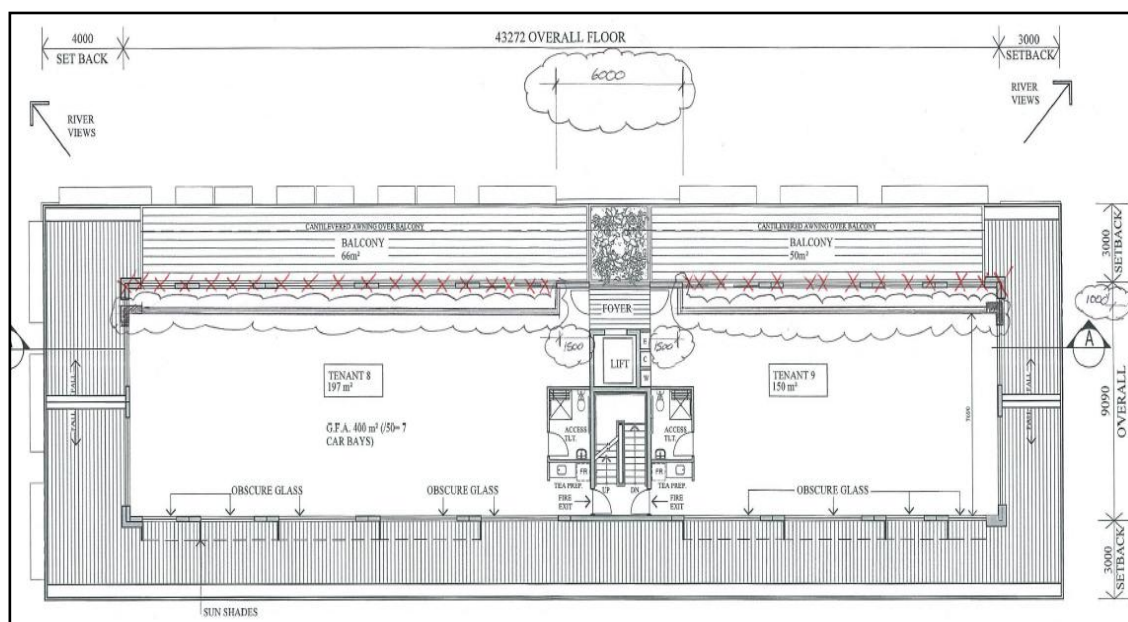 4000
SET BACK
43272 OVERALL FLOOR
3000
SETBACK
6000
RIVER
VIEWS
RIVER
VIEWS
CANTILEVERED AWNING OVER BALCONY
CANTILEVERED AWNING OVER BALCONY
BALCONY
66m²
BALCONY
50m²
3000
SETBACK
1000
FOYER
1500
1500
LIFT
E
C
W
A
TENANT 8
197 m²
TENANT 9
150 m²
G.F.A. 400 m² (/50= 7
CAR BAYS)
FALL
FALL
9090
OVERALL
ACCESS
TLT.
ACCESS
TLT.
FR
FR
TEA PREP.
UP
DN
TEA PREP.
OBSCURE GLASS
OBSCURE GLASS
OBSCURE GLASS
FIRE
EXIT
FIRE
EXIT
3000
SETBACK
SUN SHADES